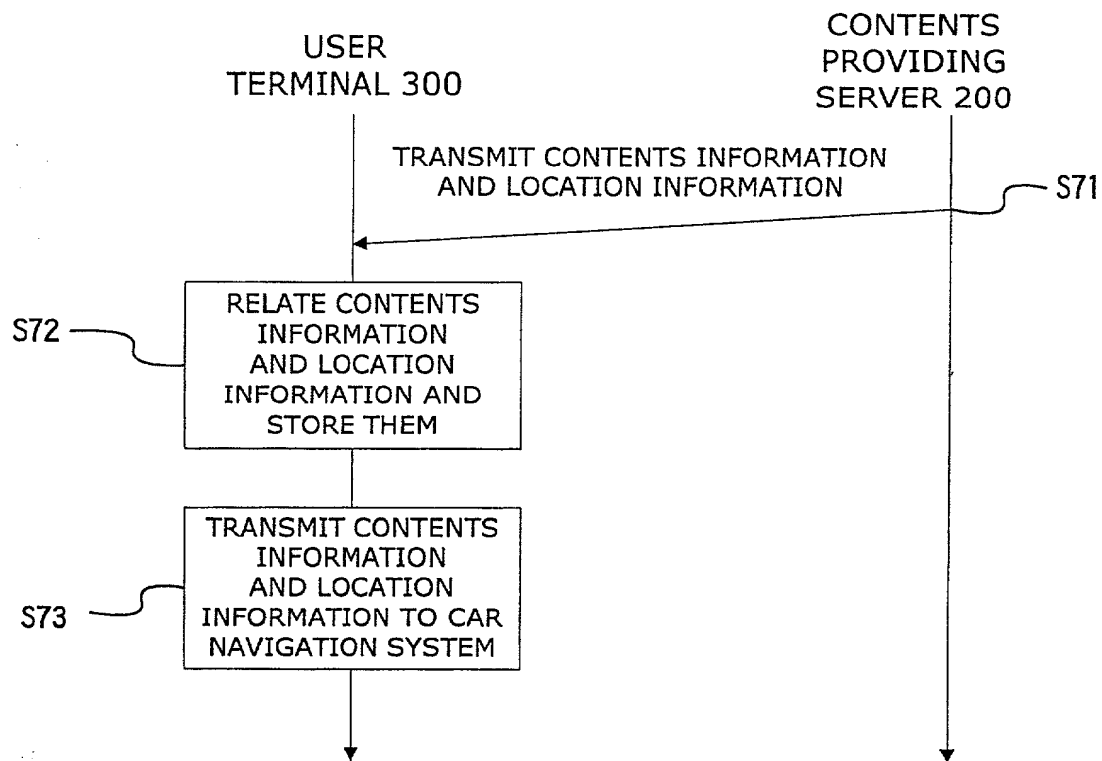 USER
TERMINAL 300
CONTENTS
PROVIDING
SERVER 200
TRANSMIT CONTENTS INFORMATION
AND LOCATION INFORMATION
S71
S72
RELATE CONTENTS
INFORMATION
AND LOCATION
INFORMATION AND
STORE THEM
S73
TRANSMIT CONTENTS
INFORMATION
AND LOCATION
INFORMATION TO CAR
NAVIGATION SYSTEM